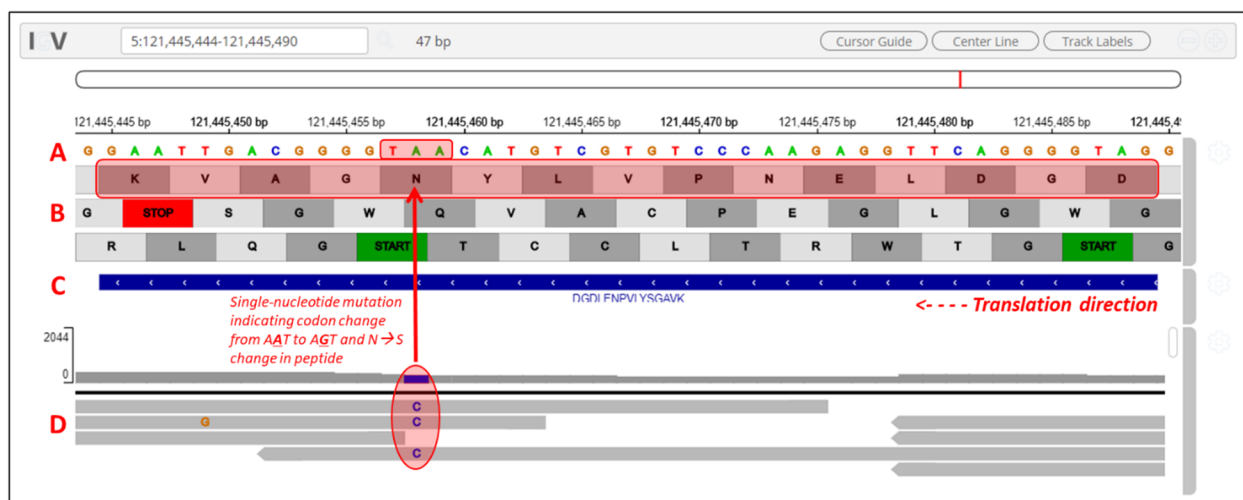 IGV 5:121,445,444-121,445,490 47 bp Cursor Guide Center Line Track Labels
121,445,445 bp 121,445,450 bp 121,445,455 bp 121,445,460 bp 121,445,465 bp 121,445,470 bp 121,445,475 bp 121,445,480 bp 121,445,485 bp 121,445,4
A G G A A T T G A C G G G G T A A C A T G T C G T G T C C C A A G A G G T T C A G G G G T A G G
K V A G N Y L V P N E L D G D
B G STOP S G W Q V A C P E G L G W G
R L Q G START T C C L T R W T G START G
C
DGDLENPVLYSGAVK
<---- Translation direction
Single-nucleotide mutation
indicating codon change
from AAT to AGT and N→S
change in peptide
2044
0
D
C
G C
C